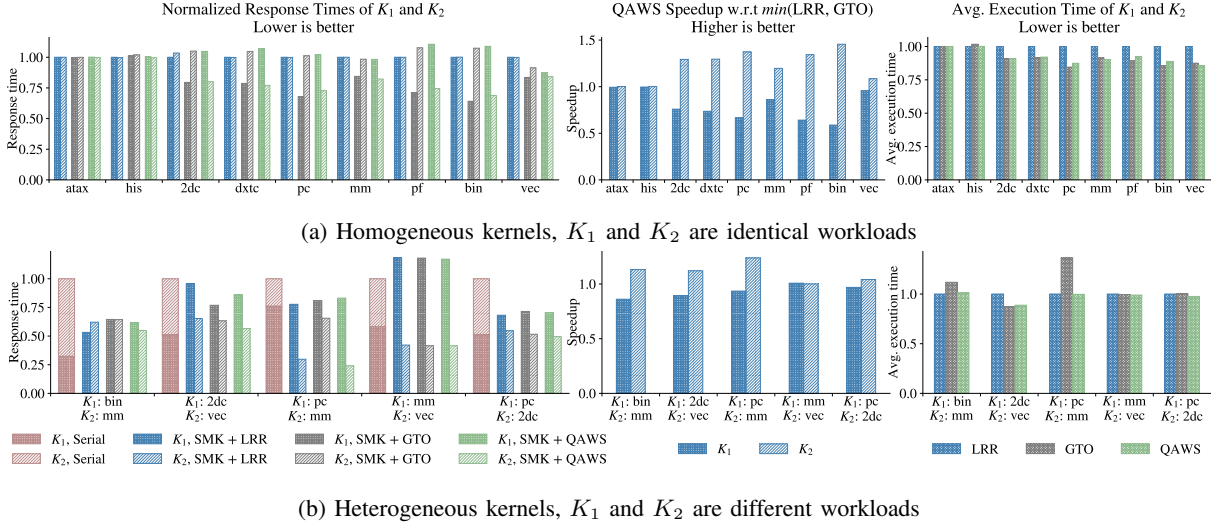 Normalized Response Times of K₁ and K₂
Lower is better
Response time
1.00
0.75
0.50
0.25
0.00
atax his 2dc dxtc pc mm pf bin vec
QAWS Speedup w.r.t min(LRR, GTO)
Higher is better
Speedup
1.5
1.0
0.5
0.0
atax his 2dc dxtc pc mm pf bin vec
Avg. Execution Time of K₁ and K₂
Lower is better
Avg. execution time
1.00
0.75
0.50
0.25
0.00
atax his 2dc dxtc pc mm pf bin vec
(a) Homogeneous kernels, K₁ and K₂ are identical workloads
Response time
1.00
0.75
0.50
0.25
0.00
K₁: bin K₁: 2dc K₁: pc K₁: mm K₁: pc
K₂: mm K₂: vec K₂: mm K₂: vec K₂: 2dc
K₁, Serial K₁, SMK + LRR K₁, SMK + GTO K₁, SMK + QAWS
K₂, Serial K₂, SMK + LRR K₂, SMK + GTO K₂, SMK + QAWS
Speedup
1.0
0.5
0.0
K₁: bin K₁: 2dc K₁: pc K₁: mm K₁: pc
K₂: mm K₂: vec K₂: mm K₂: vec K₂: 2dc
K₁ K₂
Avg. execution time
1.0
0.5
0.0
K₁: bin K₁: 2dc K₁: pc K₁: mm K₁: pc
K₂: mm K₂: vec K₂: mm K₂: vec K₂: 2dc
LRR GTO QAWS
(b) Heterogeneous kernels, K₁ and K₂ are different workloads